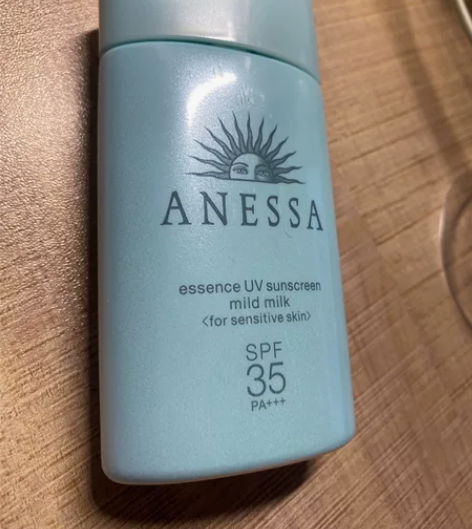 ANESSA
essence UV sunscreen
mild milk
<for sensitive skin>
SPF
35
PA+++